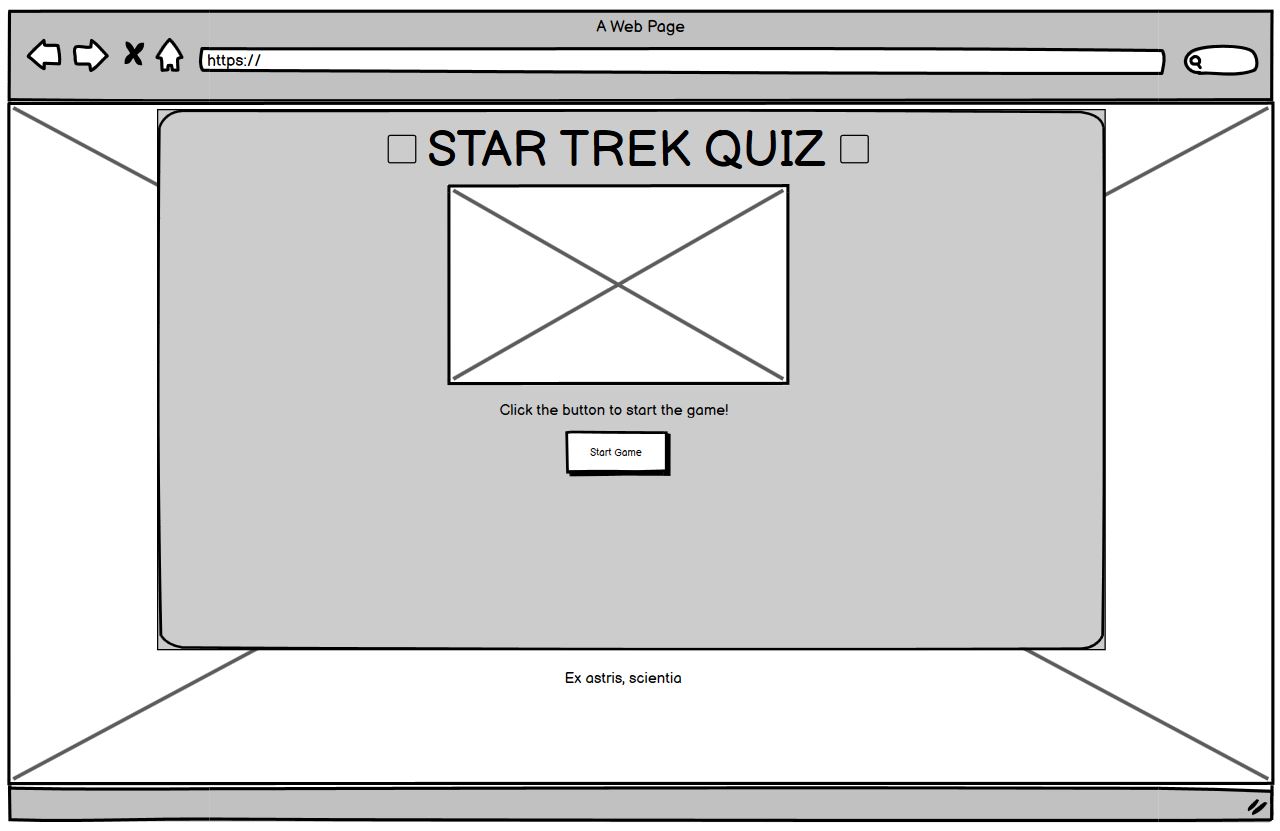 A Web Page
https://
STAR TREK QUIZ
Click the button to start the game!
Start Game
Ex astris, scientia